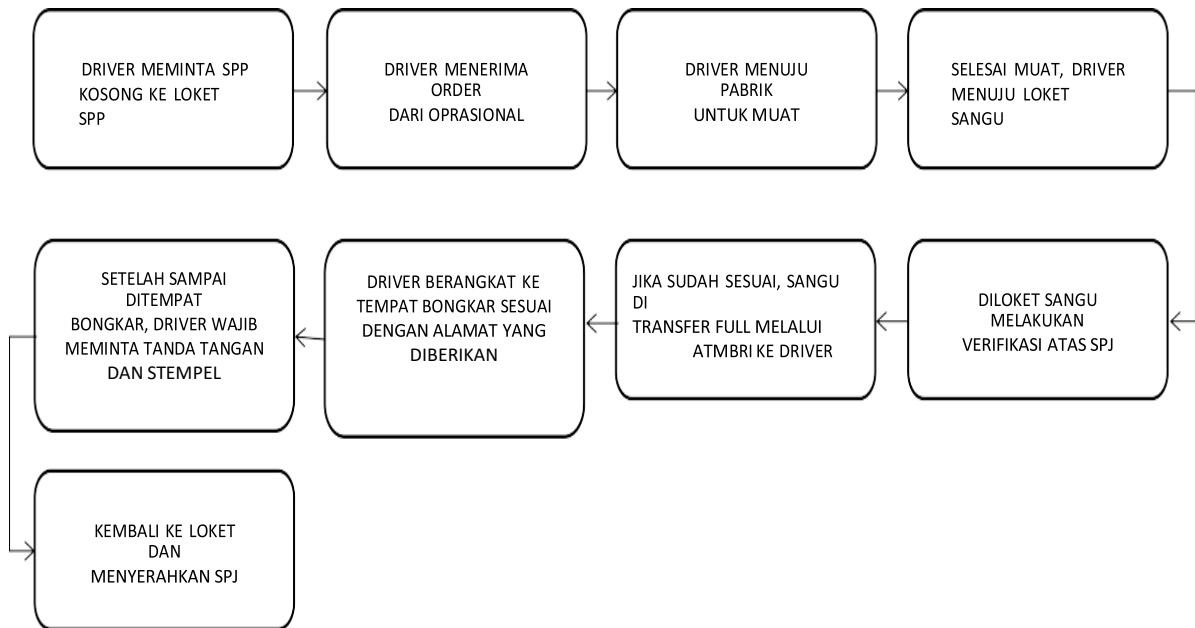 DRIVER MEMINTA SPP
KOSONG KE LOKET
SPP
DRIVER MENERIMA
ORDER
DARI OPRASIONAL
DRIVER MENUJU
PABRIK
UNTUK MUAT
SELESAI MUAT, DRIVER
MENUJU LOKET
SANGU
DILOKET SANGU
MELAKUKAN
VERIFIKASI ATAS SPJ
JIKA SUDAH SESUAI, SANGU
DI
TRANSFER FULL MELALUI
ATMBRI KE DRIVER
DRIVER BERANGKAT KE
TEMPAT BONGKAR SESUAI
DENGAN ALAMAT YANG
DIBERIKAN
SETELAH SAMPAI
DITEMPAT
BONGKAR, DRIVER WAJIB
MEMINTA TANDA TANGAN
DAN STEMPEL
KEMBALI KE LOKET
DAN
MENYERAHKAN SPJ